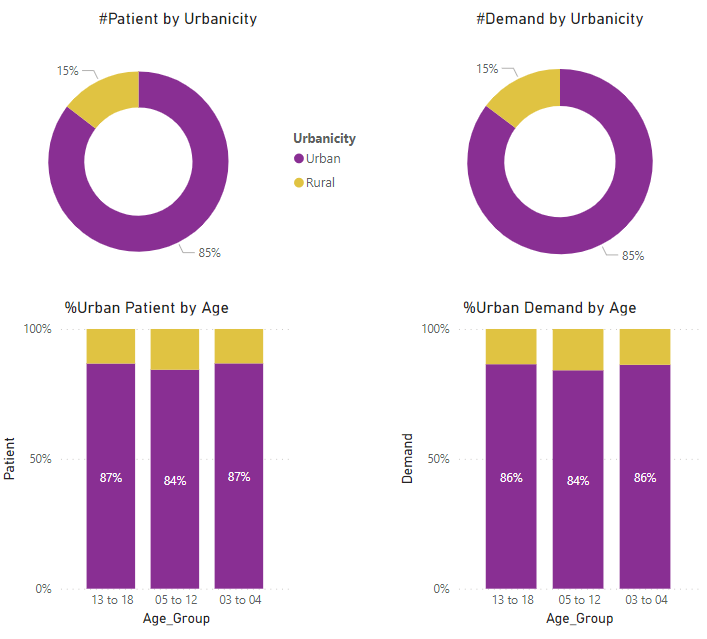 #Patient by Urbanicity
#Demand by Urbanicity
15%
85%
Urbanicity
Urban
Rural
15%
85%
%Urban Patient by Age
100%
50%
0%
Patient
87%
84%
87%
13 to 18
05 to 12
03 to 04
Age_Group
%Urban Demand by Age
100%
50%
0%
Demand
86%
84%
86%
13 to 18
05 to 12
03 to 04
Age_Group